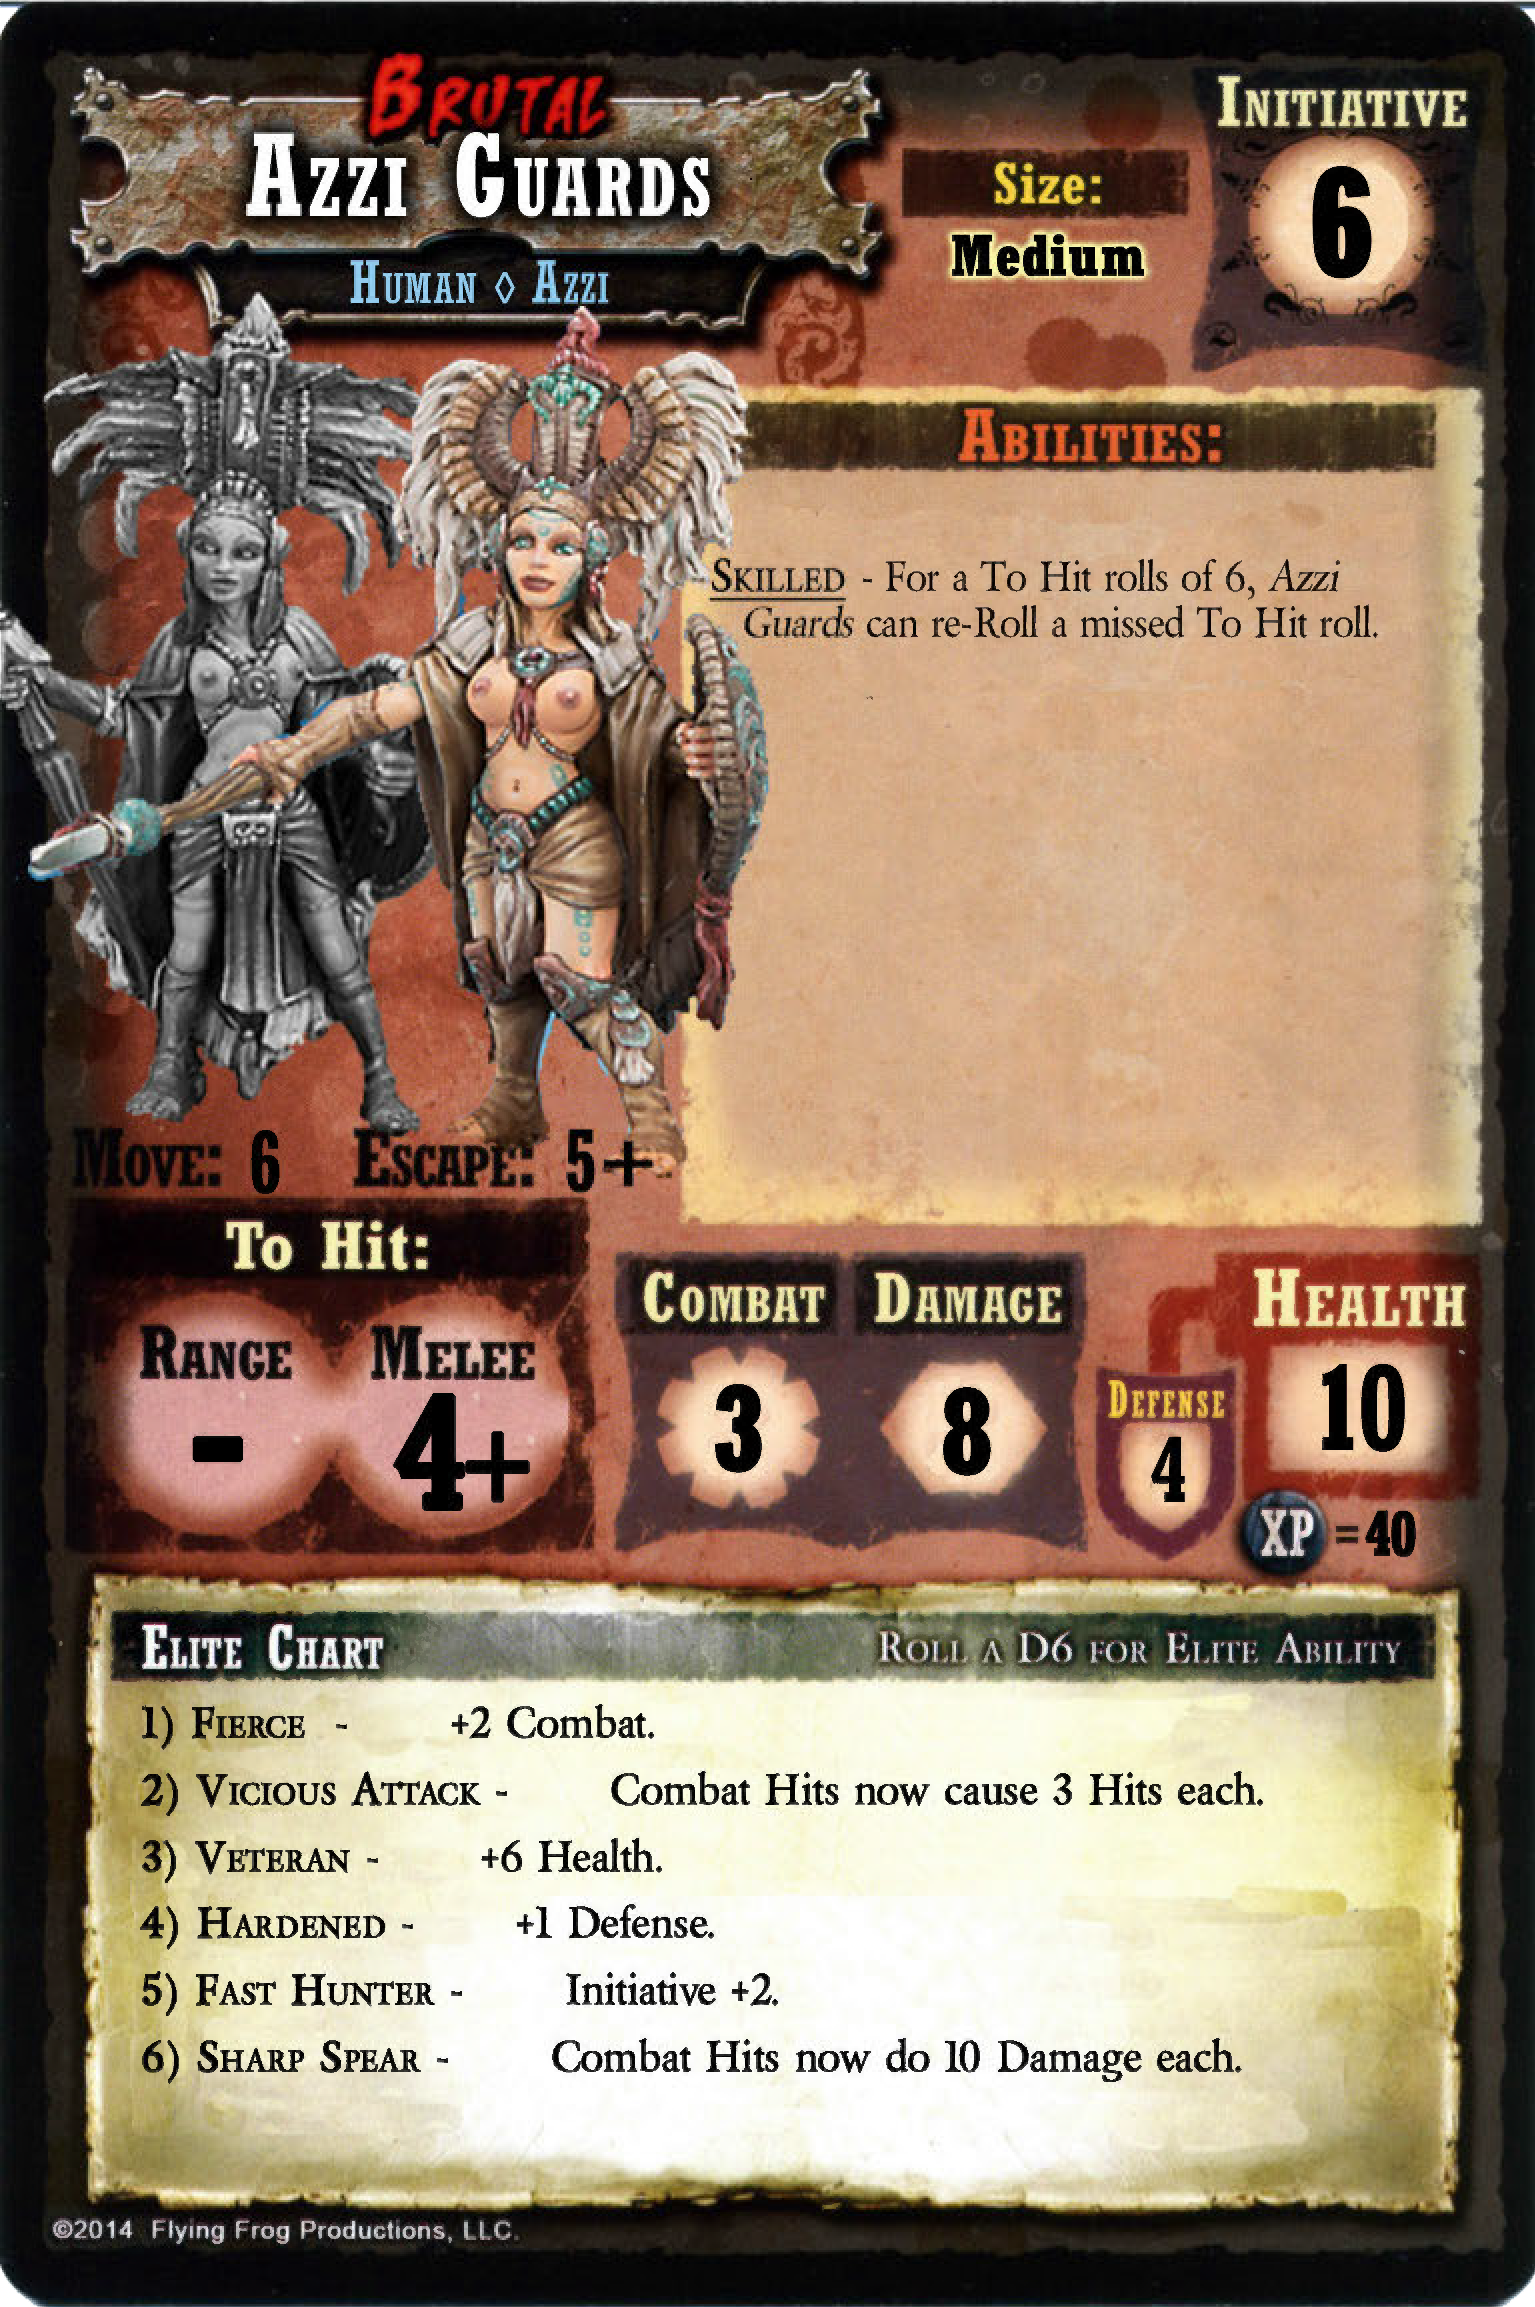 BRUTAL
AZZI GUARDS
HUMAN ◊ AZZI
Size:
Medium
INITIATIVE
6
ABILITIES:
SKILLED - For a To Hit rolls of 6, Azzi
Guards can re-Roll a missed To Hit roll.
MOVE: 6 ESCAPE: 5+
To Hit:
RANGE
-
MELEE
4+
COMBAT
3
DAMAGE
8
DEFENSE
4
HEALTH
10
XP =40
ELITE CHART ROLL A D6 FOR ELITE ABILITY
1) FIERCE - +2 Combat.
2) VICIOUS ATTACK - Combat Hits now cause 3 Hits each.
3) VETERAN - +6 Health.
4) HARDENED - +1 Defense.
5) FAST HUNTER - Initiative +2.
6) SHARP SPEAR - Combat Hits now do 10 Damage each.
©2014 Flying Frog Productions, LLC.